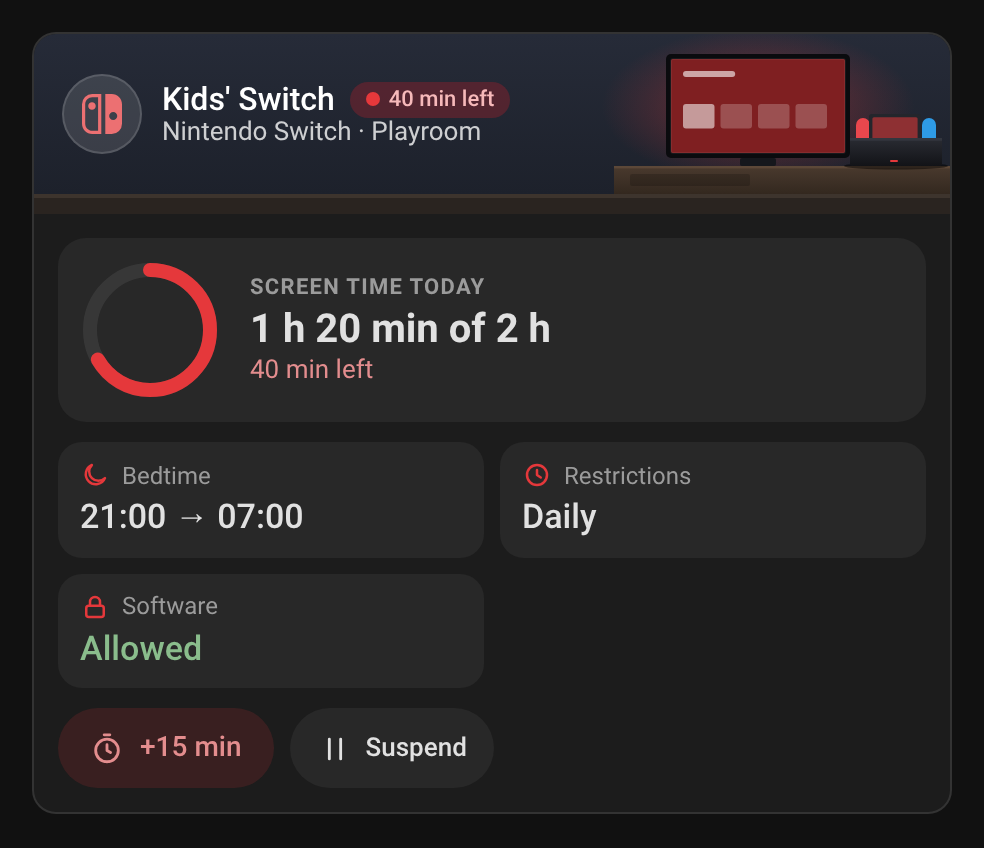 Kids' Switch
40 min left
Nintendo Switch · Playroom
SCREEN TIME TODAY
1 h 20 min of 2 h
40 min left
Bedtime
21:00 → 07:00
Restrictions
Daily
Software
Allowed
+15 min
Suspend